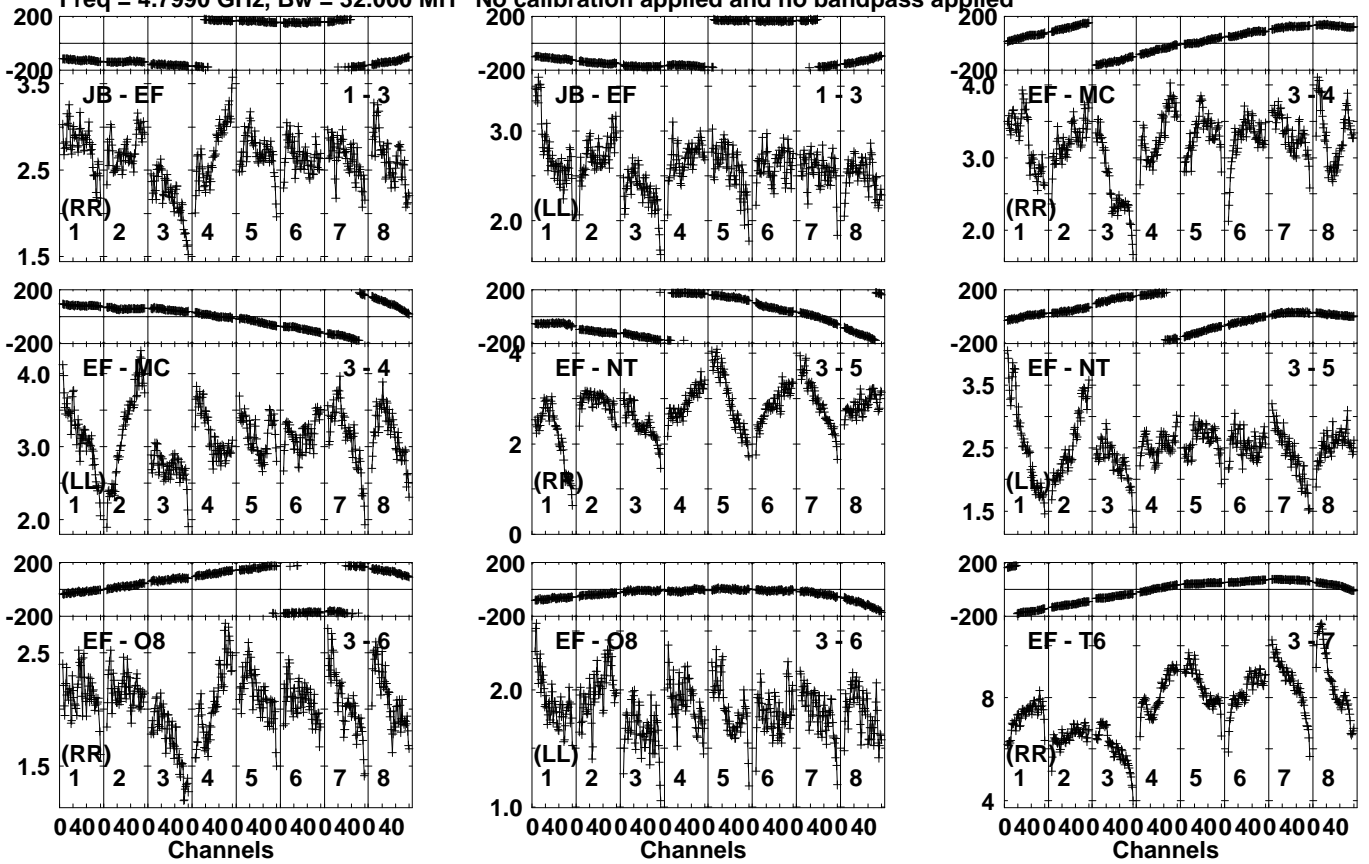 Freq = 4.7990 GHz, Bw = 32.000 MH No calibration applied and no bandpass applied
200 200 200
-200 -200 -200
3.5 4.0
JB - EF 1 - 3 JB - EF 1 - 3 EF - MC 3 - 4
3.0
2.5 3.0
(RR) (LL) (RR)
2.0 2.0
1 2 3 4 5 6 7 8 1 2 3 4 5 6 7 8 1 2 3 4 5 6 7 8
1.5
200 200 200
-200 -200 -200
4
4.0 EF - MC 3 - 4 EF - NT 3 - 5 EF - NT 3 - 5
3.5
3.0 2 2.5
(LL) (RR) (LL)
1 2 3 4 5 6 7 8 1 2 3 4 5 6 7 8 1 2 3 4 5 6 7 8
2.0 0 1.5
200 200 200
-200 -200 -200
EF - O8 3 - 6 EF - O8 3 - 6 EF - T6 3 - 7
2.5
2.0 8
(RR) (LL) (RR)
1.5
1 2 3 4 5 6 7 8 1 2 3 4 5 6 7 8 1 2 3 4 5 6 7 8
1.0 4
0 40 0 40 0 40 0 40 0 40 0 40 0 40 0 40 0 40 0 40 0 40 0 40 0 40 0 40 0 40 0 40 0 40 0 40 0 40 0 40 0 40 0 40 0 40 0 40
Channels Channels Channels